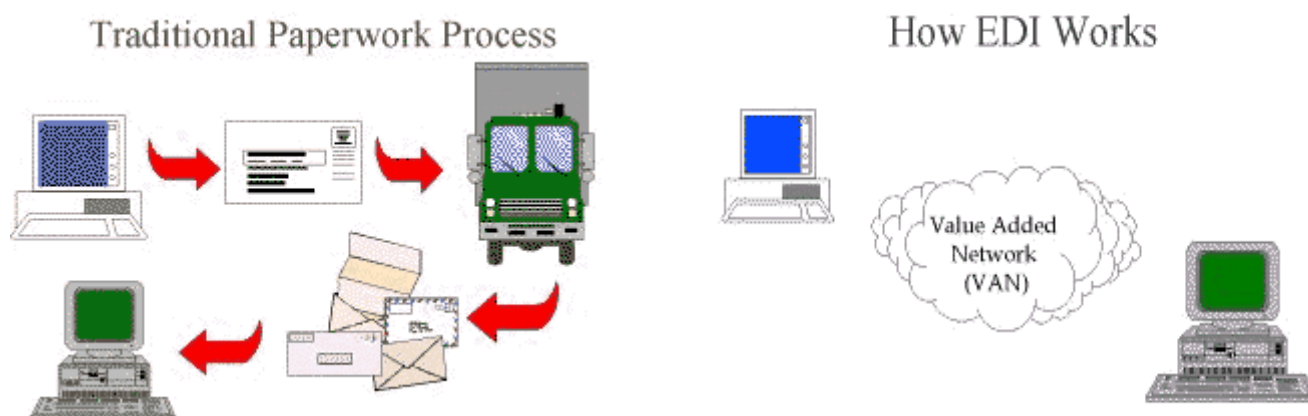 Traditional Paperwork Process
How EDI Works
Value Added
Network
(VAN)